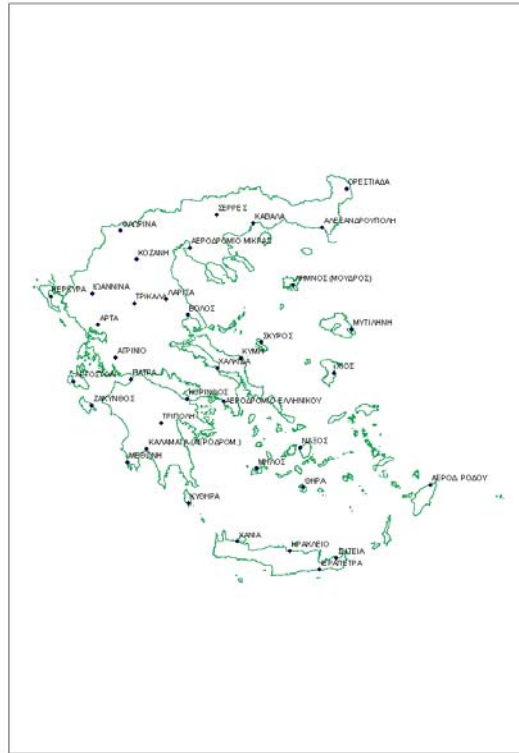 ΟΡΕΣΤΙΑΔΑ
ΣΕΡΡΕΣ
ΚΑΒΑΛΑ
ΑΛΕΞΑΝΔΡΟΥΠΟΛΗ
ΦΛΩΡΙΝΑ
ΑΕΡΟΔΡΟΜΙΟ ΜΙΚΡΑΣ
ΚΟΖΑΝΗ
ΛΗΜΝΟΣ (ΜΟΥΔΡΟΣ)
ΚΕΡΚΥΡΑ
ΙΩΑΝΝΙΝΑ
ΤΡΙΚΑΛΑ
ΛΑΡΙΣΑ
ΒΟΛΟΣ
ΑΡΤΑ
ΜΥΤΙΛΗΝΗ
ΣΚΥΡΟΣ
ΑΓΡΙΝΙΟ
ΚΥΜΗ
ΧΑΛΚΙΔΑ
ΧΙΟΣ
ΑΡΓΟΣΤΟΛΙ
ΠΑΤΡΑ
ΖΑΚΥΝΘΟΣ
ΚΟΡΙΝΘΟΣ
ΑΕΡΟΔΡΟΜΙΟ ΕΛΛΗΝΙΚΟΥ
ΤΡΙΠΟΛΗ
ΚΑΛΑΜΑΤΑ (ΑΕΡΟΔΡΟΜ.)
ΝΑΞΟΣ
ΜΕΘΩΝΗ
ΜΗΛΟΣ
ΘΗΡΑ
ΑΕΡΟΔ. ΡΟΔΟΥ
ΚΥΘΗΡΑ
ΧΑΝΙΑ
ΗΡΑΚΛΕΙΟ
ΣΗΤΕΙΑ
ΙΕΡΑΠΕΤΡΑ